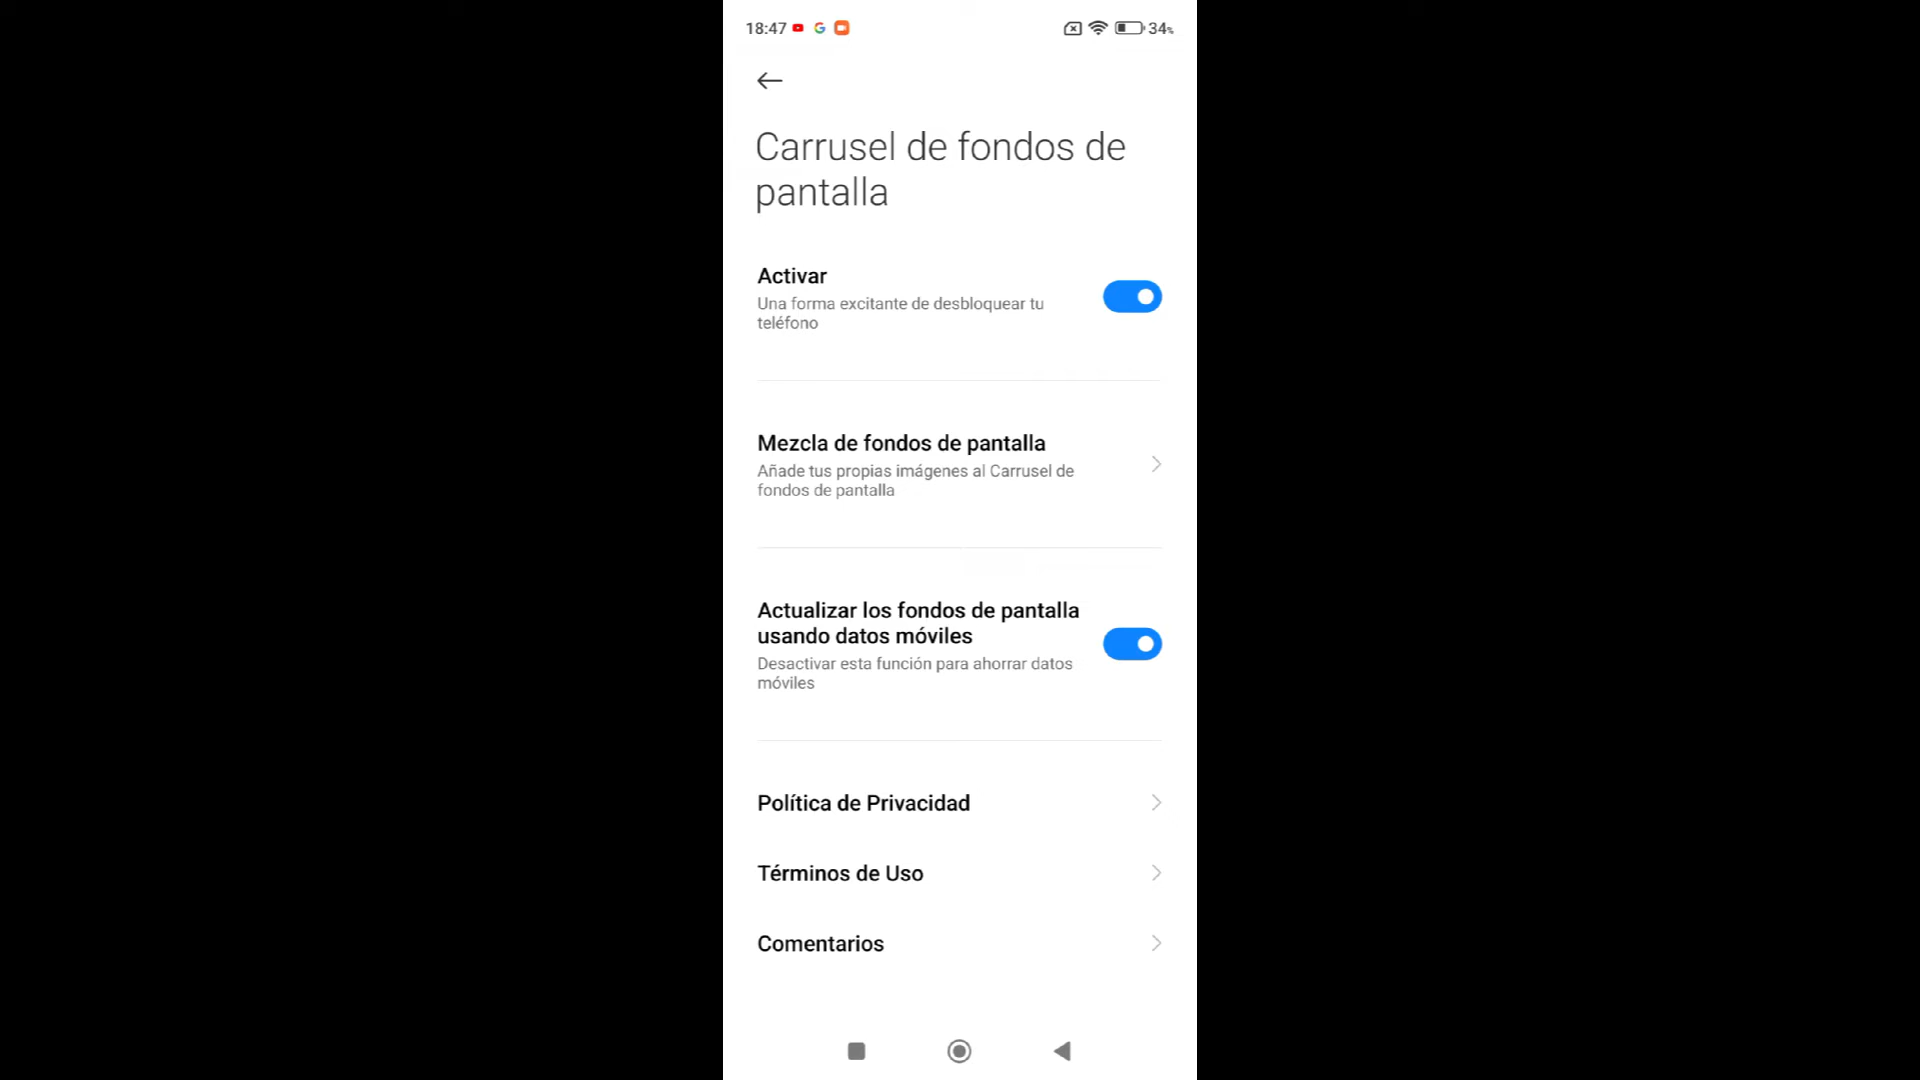 18:47 34%
Carrusel de fondos de
pantalla
Activar
Una forma excitante de desbloquear tu
teléfono
Mezcla de fondos de pantalla
Añade tus propias imágenes al Carrusel de
fondos de pantalla
Actualizar los fondos de pantalla
usando datos móviles
Desactivar esta función para ahorrar datos
móviles
Política de Privacidad
Términos de Uso
Comentarios